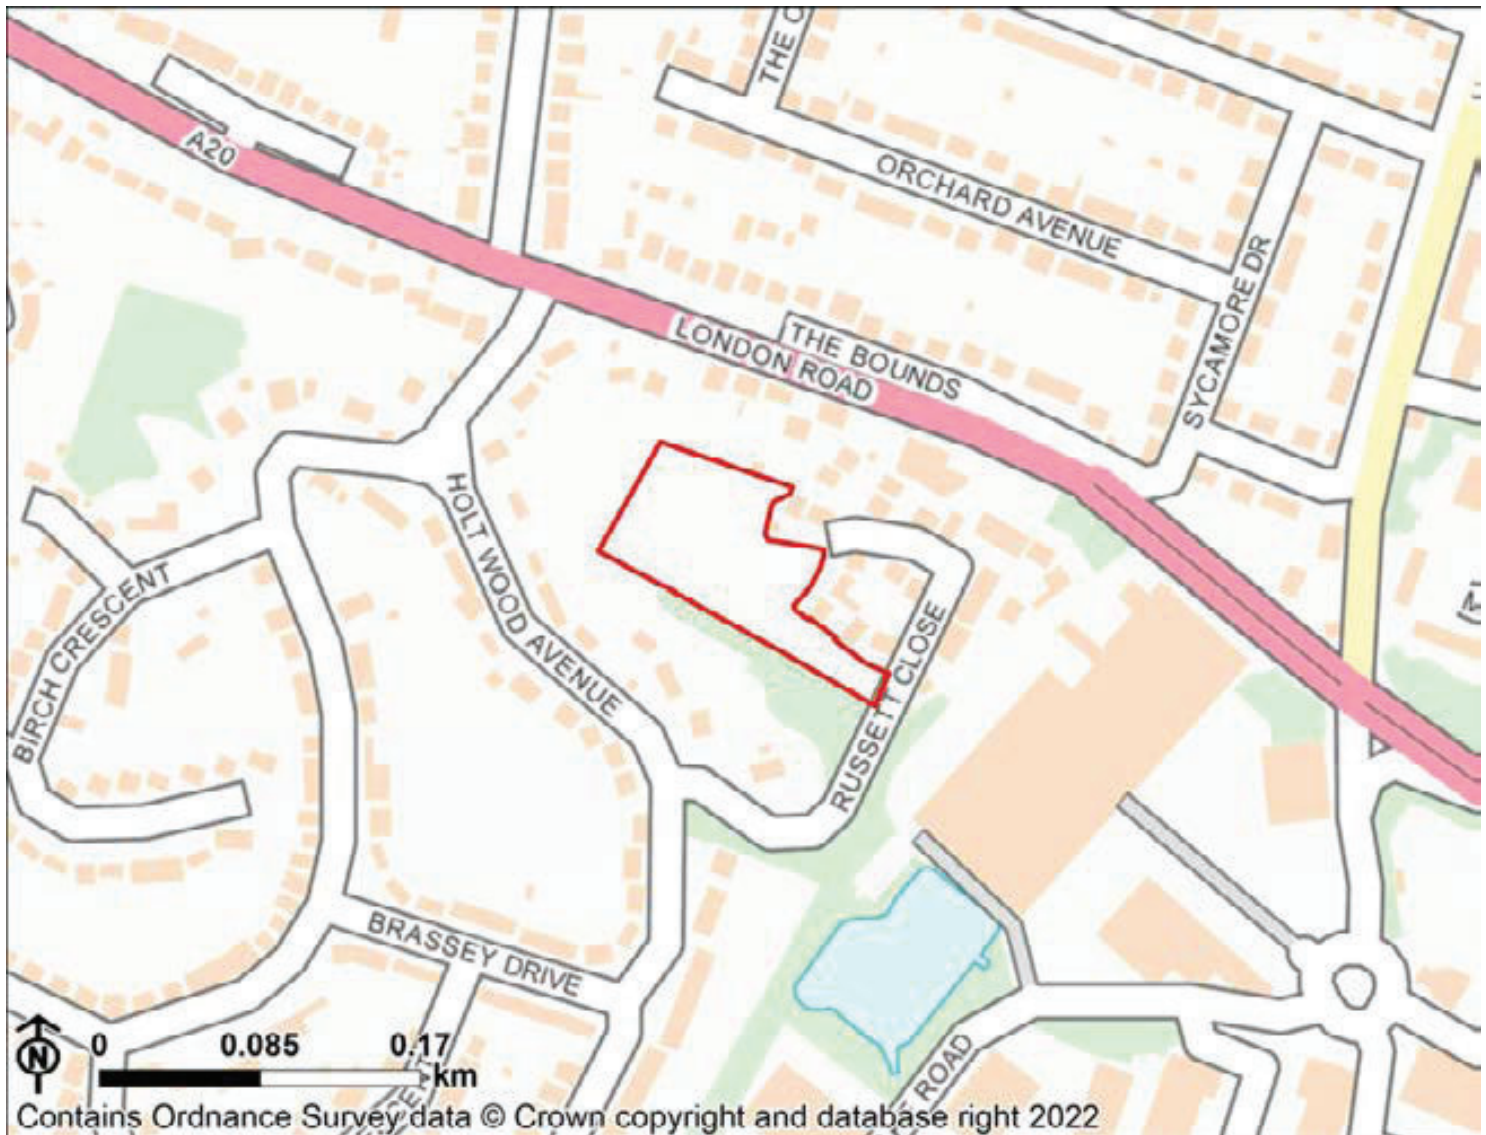 THE
A20
ORCHARD AVENUE
SYCAMORE DR
THE BOUNDS
LONDON ROAD
HOLT WOOD AVENUE
BIRCH CRESCENT
RUSSETT CLOSE
BRASSEY DRIVE
ROAD
N
0 0.085 0.17
km
Contains Ordnance Survey data © Crown copyright and database right 2022